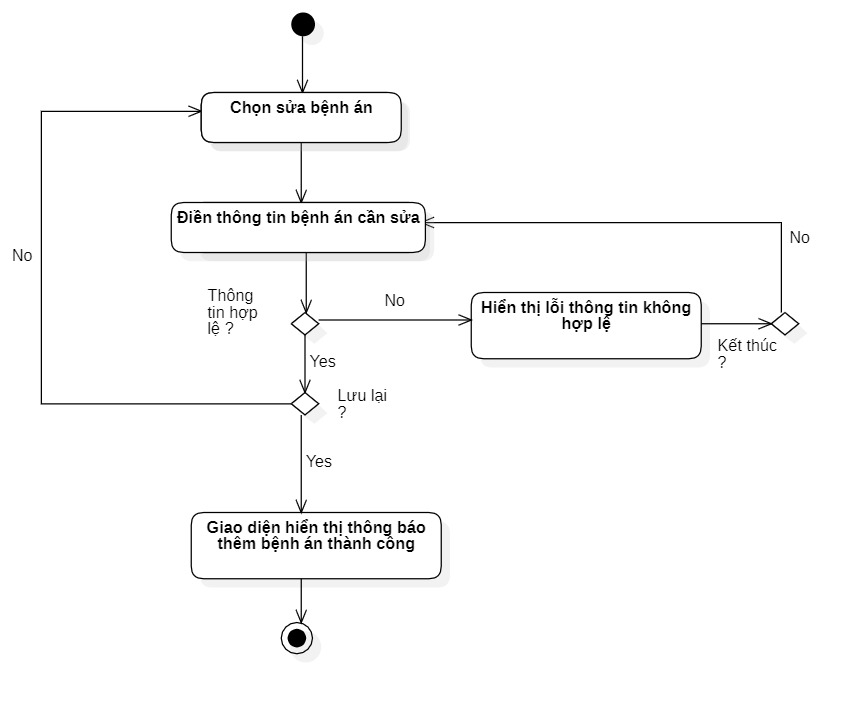 Chọn sửa bệnh án
Điền thông tin bệnh án cần sửa
No
No
Thông
tin hợp
lệ ?
No
Hiển thị lỗi thông tin không
hợp lệ
Kết thúc
?
Yes
Lưu lại
?
Yes
Giao diện hiển thị thông báo
thêm bệnh án thành công